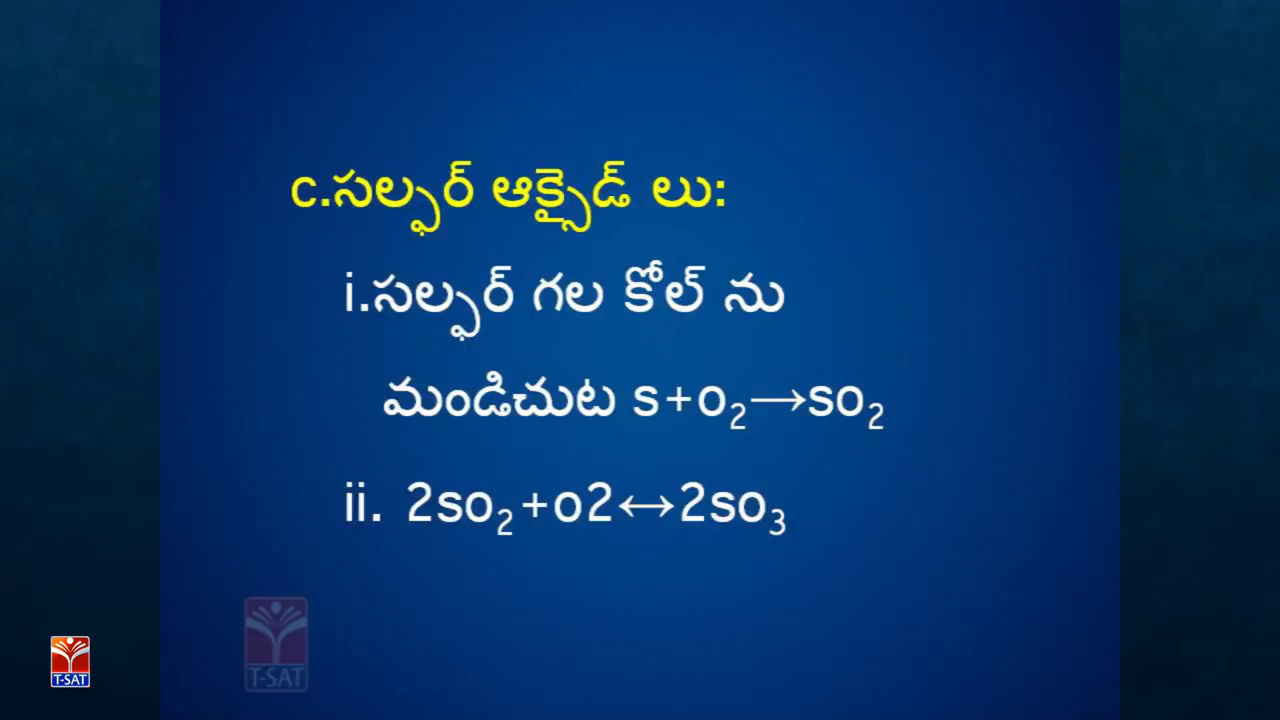 c.సల్ఫర్ ఆక్సైడ్ లు:
i.సల్ఫర్ గల కోల్ ను
మండిచుట s+o₂→so₂
ii. 2so₂+o2↔2so₃
T-SAT
T-SAT